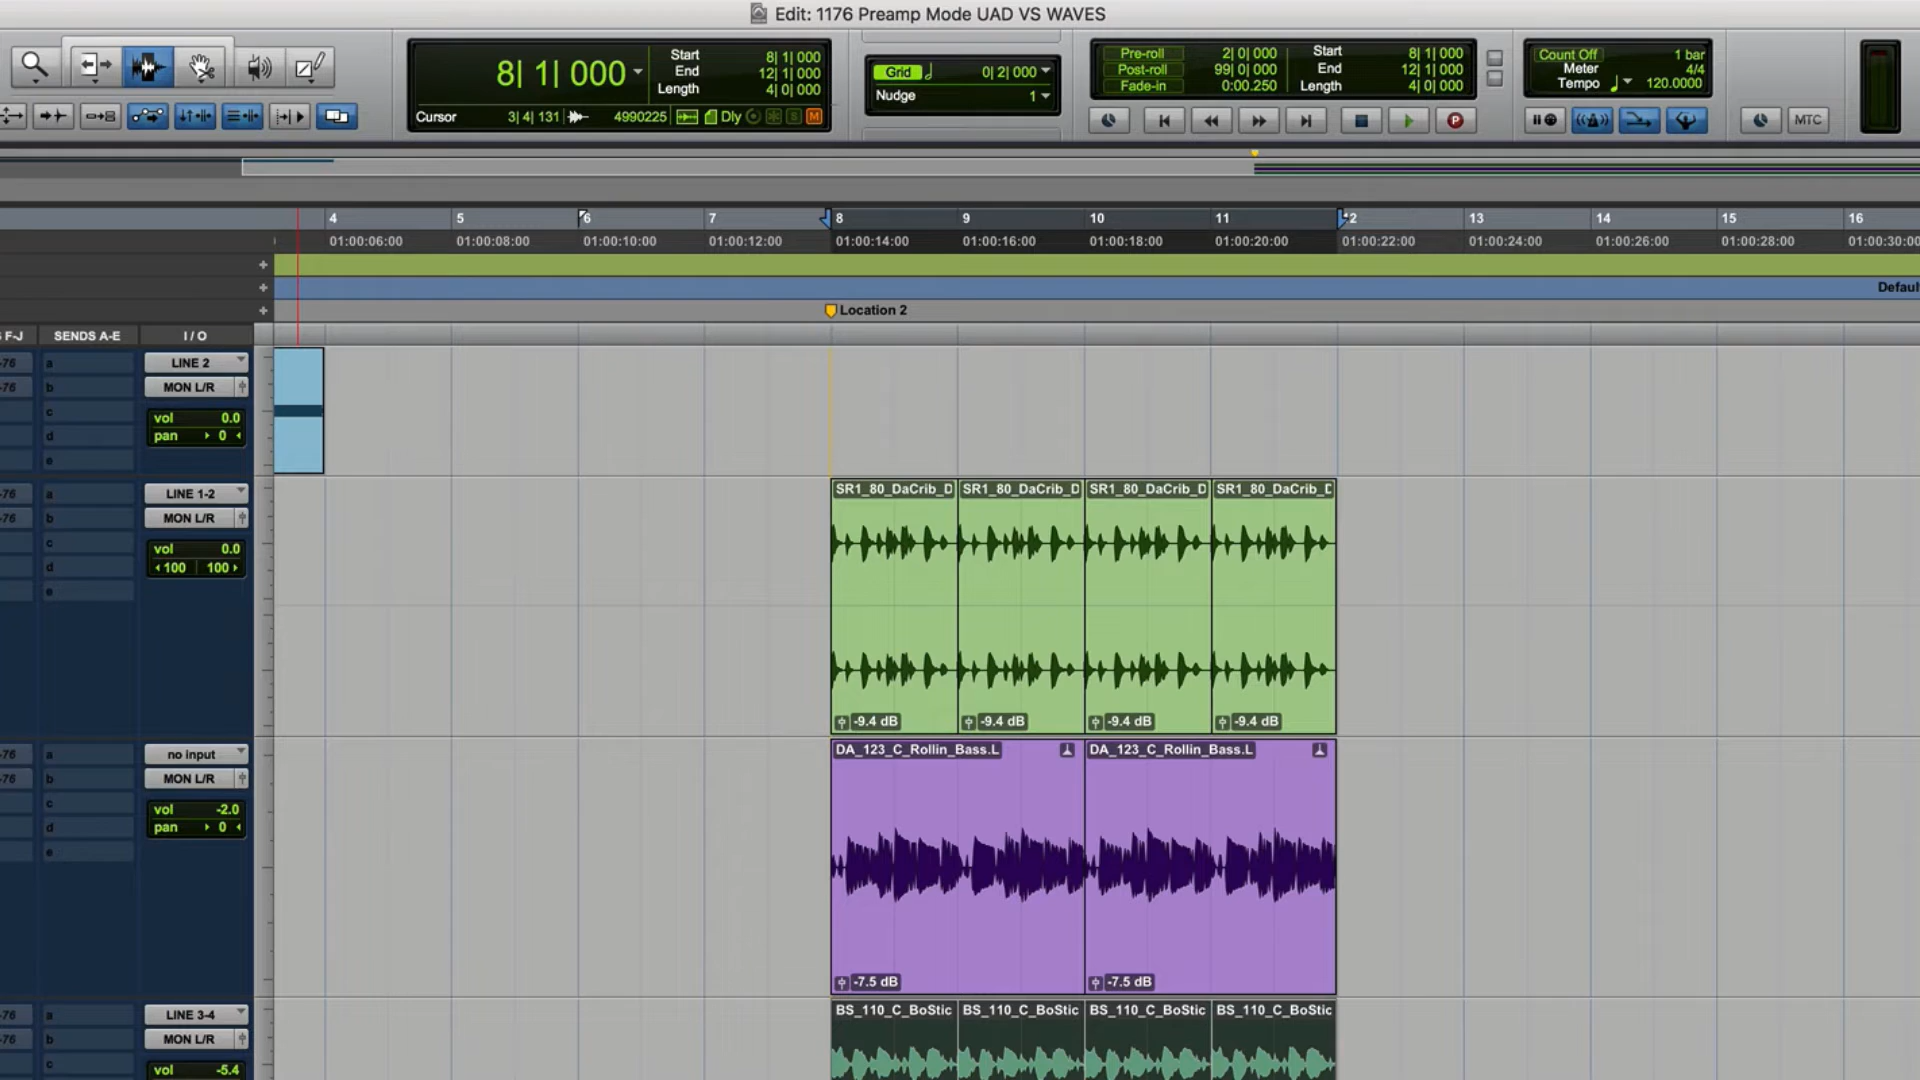 Edit: 1176 Preamp Mode UAD VS WAVES
8| 1| 000
Start 8| 1| 000
End 12| 1| 000
Length 4| 0| 000
Cursor 3| 4| 131 4990225 Dly S M
Grid 0| 2| 000
Nudge 1
Pre-roll 2| 0| 000
Post-roll 99| 0| 000
Fade-in 0:00.250
Start 8| 1| 000
End 12| 1| 000
Length 4| 0| 000
Count Off 1 bar
Meter 4/4
Tempo 120.0000
P
MTC
4 5 6 7 8 9 10 11 12 13 14 15 16
01:00:06:00 01:00:08:00 01:00:10:00 01:00:12:00 01:00:14:00 01:00:16:00 01:00:18:00 01:00:20:00 01:00:22:00 01:00:24:00 01:00:26:00 01:00:28:00 01:00:30:00
Defaul
Location 2
F-J SENDS A-E I / O
-76 a LINE 2
-76 b MON L/R
c vol 0.0
d pan 0
e
-76 a LINE 1-2
-76 b MON L/R
c vol 0.0
d 100 100
e
SR1_80_DaCrib_D SR1_80_DaCrib_D SR1_80_DaCrib_D SR1_80_DaCrib_D
-9.4 dB -9.4 dB -9.4 dB -9.4 dB
-76 a no input
-76 b MON L/R
c vol -2.0
d pan 0
e
DA_123_C_Rollin_Bass.L DA_123_C_Rollin_Bass.L
-7.5 dB -7.5 dB
-76 a LINE 3-4
-76 b MON L/R
c vol -5.4
BS_110_C_BoStic BS_110_C_BoStic BS_110_C_BoStic BS_110_C_BoStic